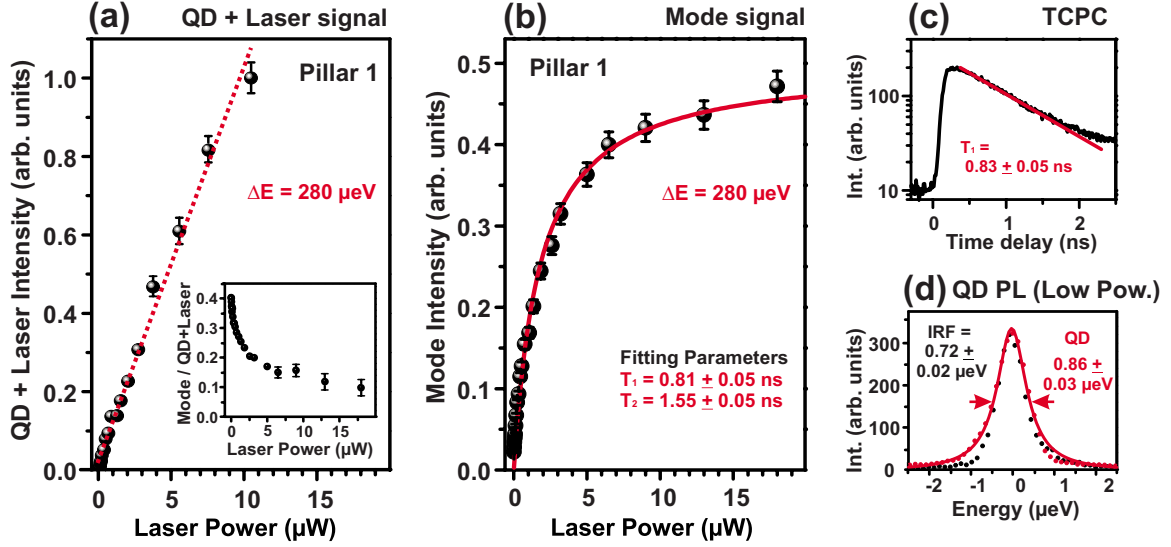 (a) QD + Laser signal
QD + Laser Intensity (arb. units)
1.0
0.8
0.6
0.4
0.2
0.0
Pillar 1
ΔE = 280 µeV
Mode / QD+Laser
0.4
0.3
0.2
0.1
0.0
0 5 10 15
Laser Power (µW)
0 5 10 15
Laser Power (µW)
(b) Mode signal
Mode Intensity (arb. units)
0.5
0.4
0.3
0.2
0.1
0.0
Pillar 1
ΔE = 280 µeV
Fitting Parameters
T1 = 0.81 ± 0.05 ns
T2 = 1.55 ± 0.05 ns
0 5 10 15
Laser Power (µW)
(c) TCPC
Int. (arb. units)
100
10
T1 =
0.83 ± 0.05 ns
0 1 2
Time delay (ns)
(d) QD PL (Low Pow.)
Int. (arb. units)
300
200
100
0
IRF =
0.72 ±
0.02 µeV
QD
0.86 ±
0.03 µeV
-2 -1 0 1 2
Energy (µeV)